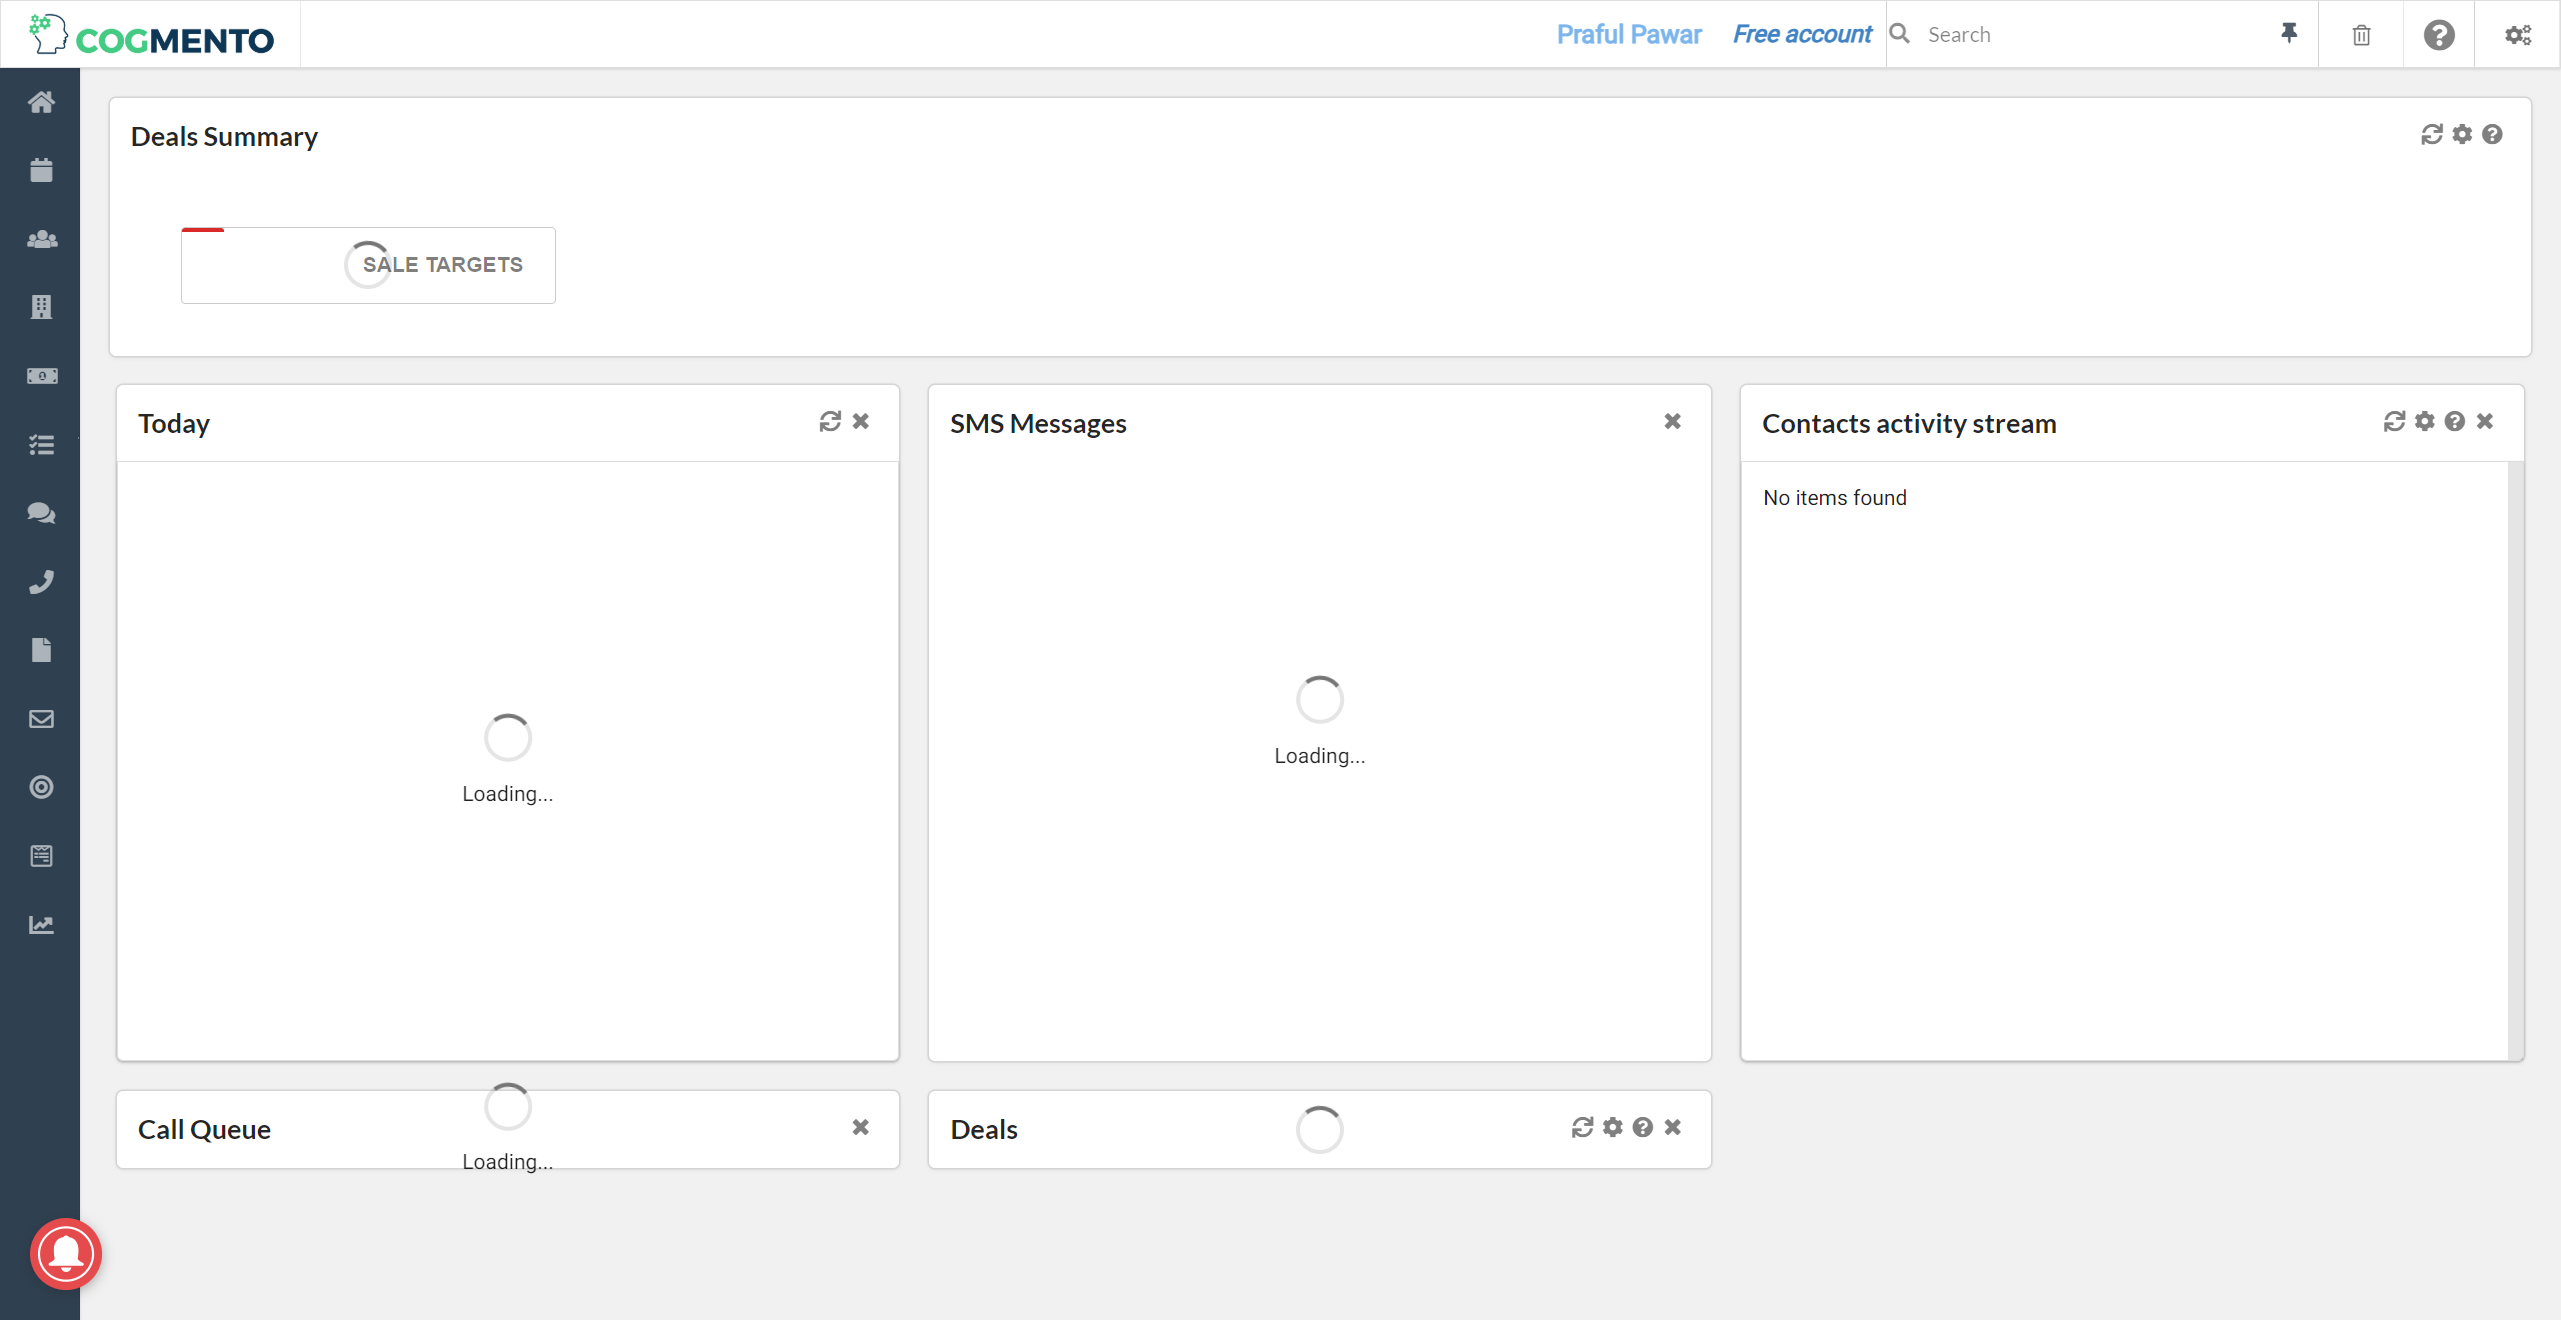 COGMENTO
Praful Pawar Free account Search
Deals Summary
SALE TARGETS
Today
Loading...
SMS Messages
Loading...
Contacts activity stream
No items found
Call Queue
Loading...
Deals